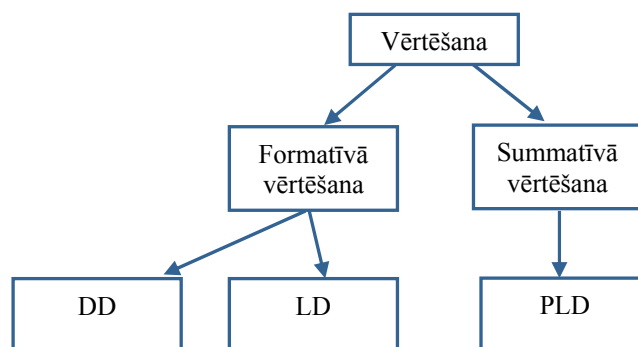 Vērtēšana
Formatīvā
vērtēšana
Summatīvā
vērtēšana
DD
LD
PLD